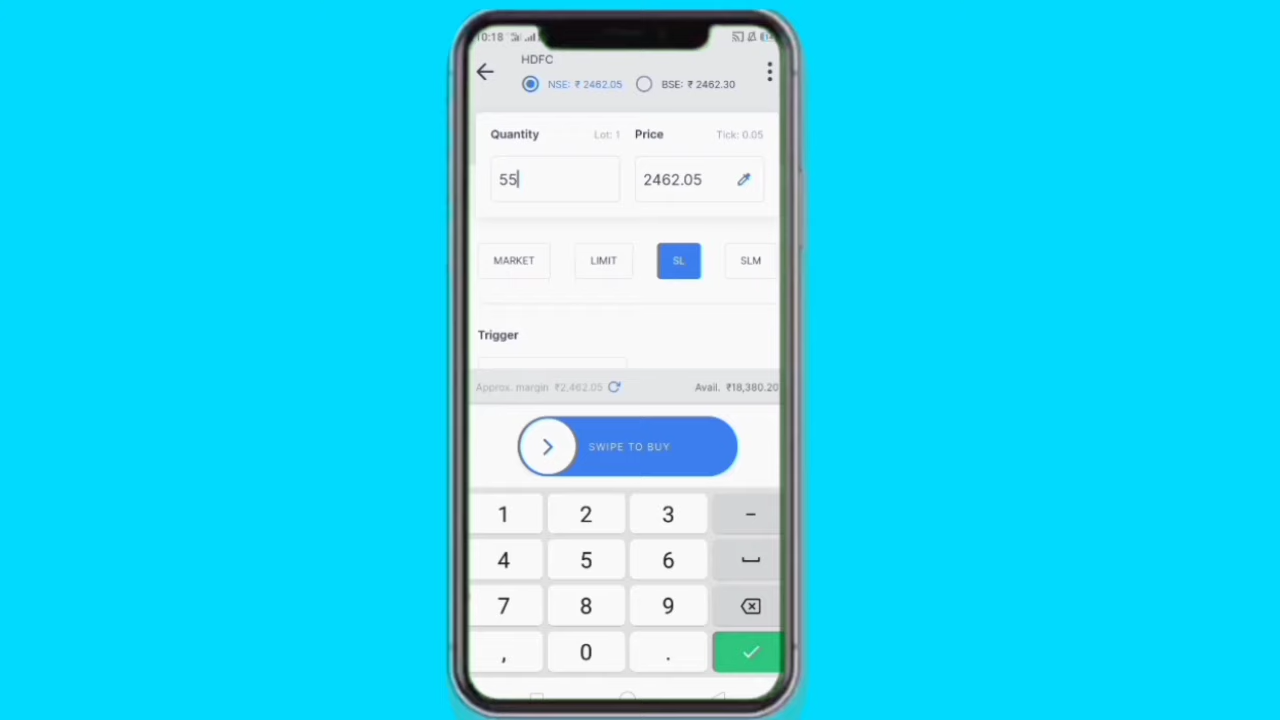 10:18
HDFC
NSE: ₹ 2462.05 BSE: ₹ 2462.30
Quantity Lot: 1 Price Tick: 0.05
55 2462.05
MARKET LIMIT SL SLM
Trigger
Approx. margin ₹2,462.05 Avail. ₹18,380.20
SWIPE TO BUY
1 2 3 -
4 5 6
7 8 9
, 0 .